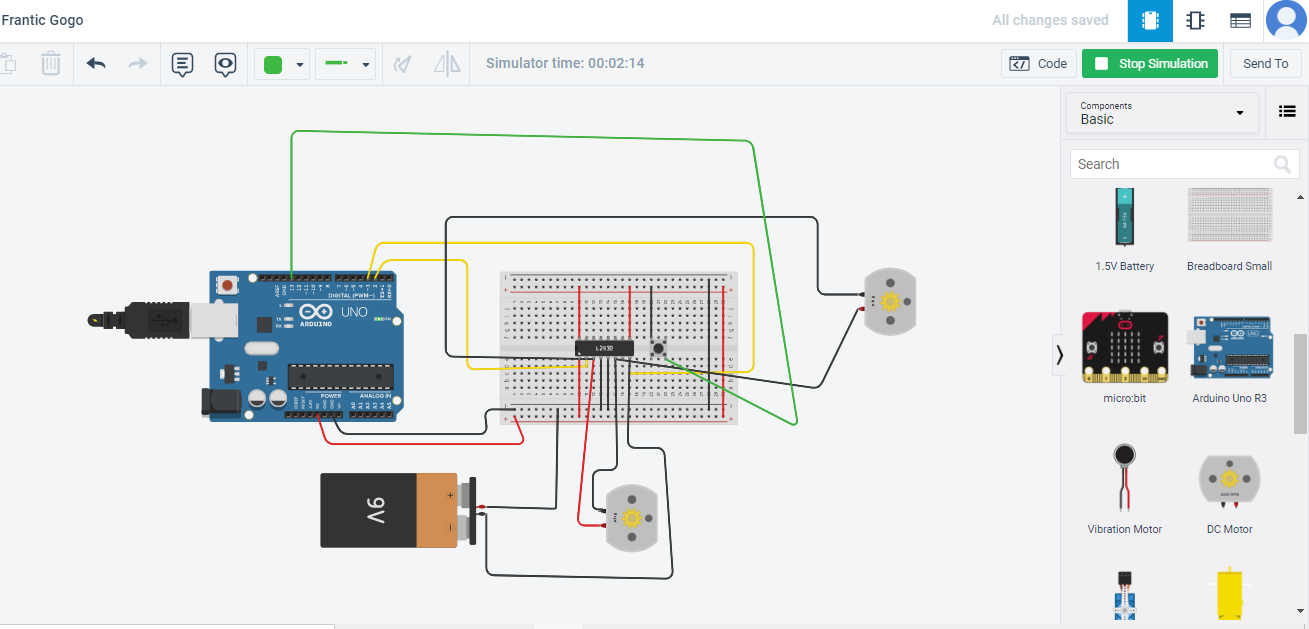 Frantic Gogo
All changes saved
Simulator time: 00:02:14
Code
Stop Simulation
Send To
Components
Basic
Search
1.5V Battery
Breadboard Small
micro:bit
Arduino Uno R3
Vibration Motor
DC Motor
DIGITAL (PWM~)
UNO
ARDUINO
POWER
ANALOG IN
L293D
9V